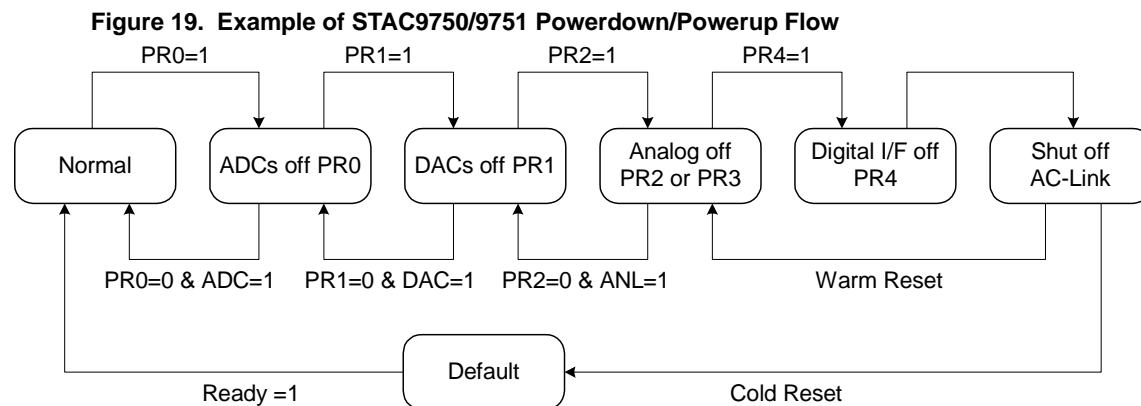 Figure 19. Example of STAC9750/9751 Powerdown/Powerup Flow
PR0=1
PR1=1
PR2=1
PR4=1
Normal
ADCs off PR0
DACs off PR1
Analog off
PR2 or PR3
Digital I/F off
PR4
Shut off
AC-Link
PR0=0 & ADC=1
PR1=0 & DAC=1
PR2=0 & ANL=1
Warm Reset
Default
Ready =1
Cold Reset